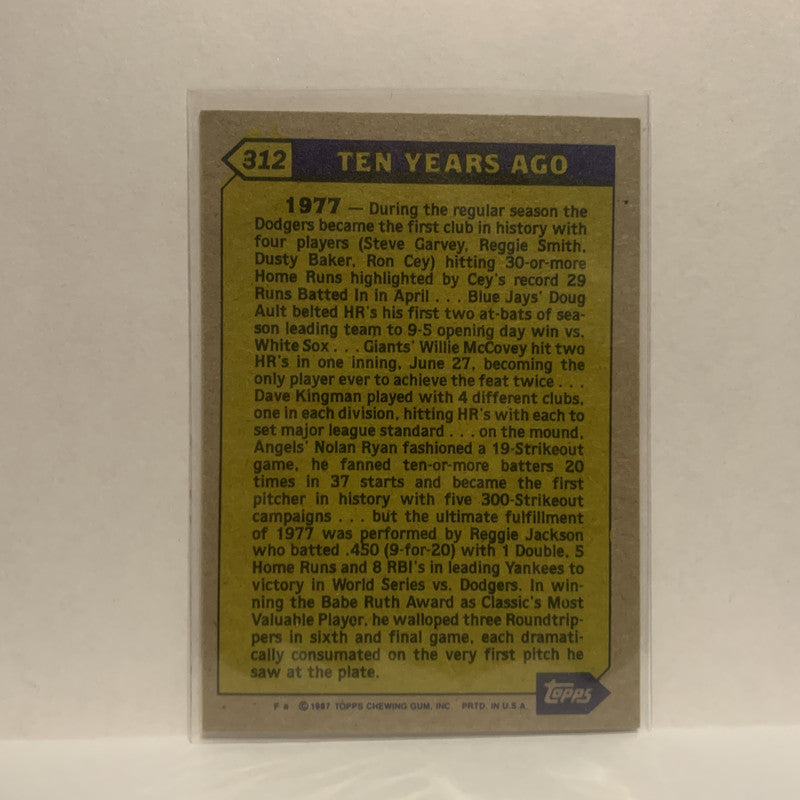 312 TEN YEARS AGO
1977 — During the regular season the
Dodgers became the first club in history with
four players (Steve Garvey, Reggie Smith,
Dusty Baker, Ron Cey) hitting 30-or-more
Home Runs highlighted by Cey's record 29
Runs Batted In in April . . . Blue Jays' Doug
Ault belted HR's his first two at-bats of sea-
son leading team to 9-5 opening day win vs.
White Sox . . . Giants' Willie McCovey hit two
HR's in one inning, June 27, becoming the
only player ever to achieve the feat twice . . .
Dave Kingman played with 4 different clubs,
one in each division, hitting HR's with each to
set major league standard . . . on the mound,
Angels' Nolan Ryan fashioned a 19-Strikeout
game, he fanned ten-or-more batters 20
times in 37 starts and became the first
pitcher in history with five 300-Strikeout
campaigns . . . but the ultimate fulfillment
of 1977 was performed by Reggie Jackson
who batted .450 (9-for-20) with 1 Double, 5
Home Runs and 8 RBI's in leading Yankees to
victory in World Series vs. Dodgers. In win-
ning the Babe Ruth Award as Classic's Most
Valuable Player, he walloped three Roundtrip-
pers in sixth and final game, each dramati-
cally consumated on the very first pitch he
saw at the plate.
topps
© 1987 TOPPS CHEWING GUM, INC. PRTD. IN U.S.A.